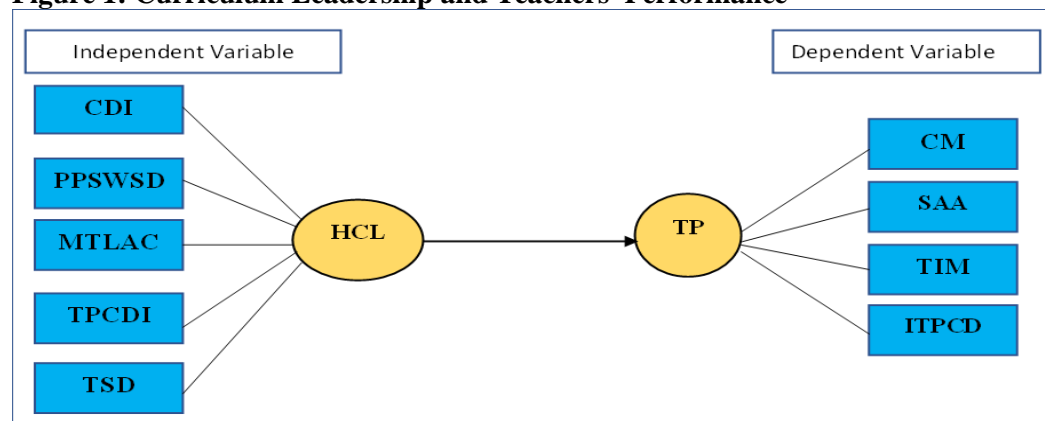 Figure 1: Curriculum Leadership and Teachers' Performance
Independent Variable
Dependent Variable
CDI
PPSWSD
MTLAC
TPCDI
TSD
HCL
TP
CM
SAA
TIM
ITPCD